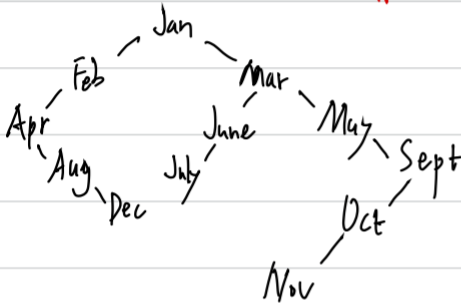 Jan
Feb Mar
Apr June May
Aug July Sept
Dec Oct
Nov